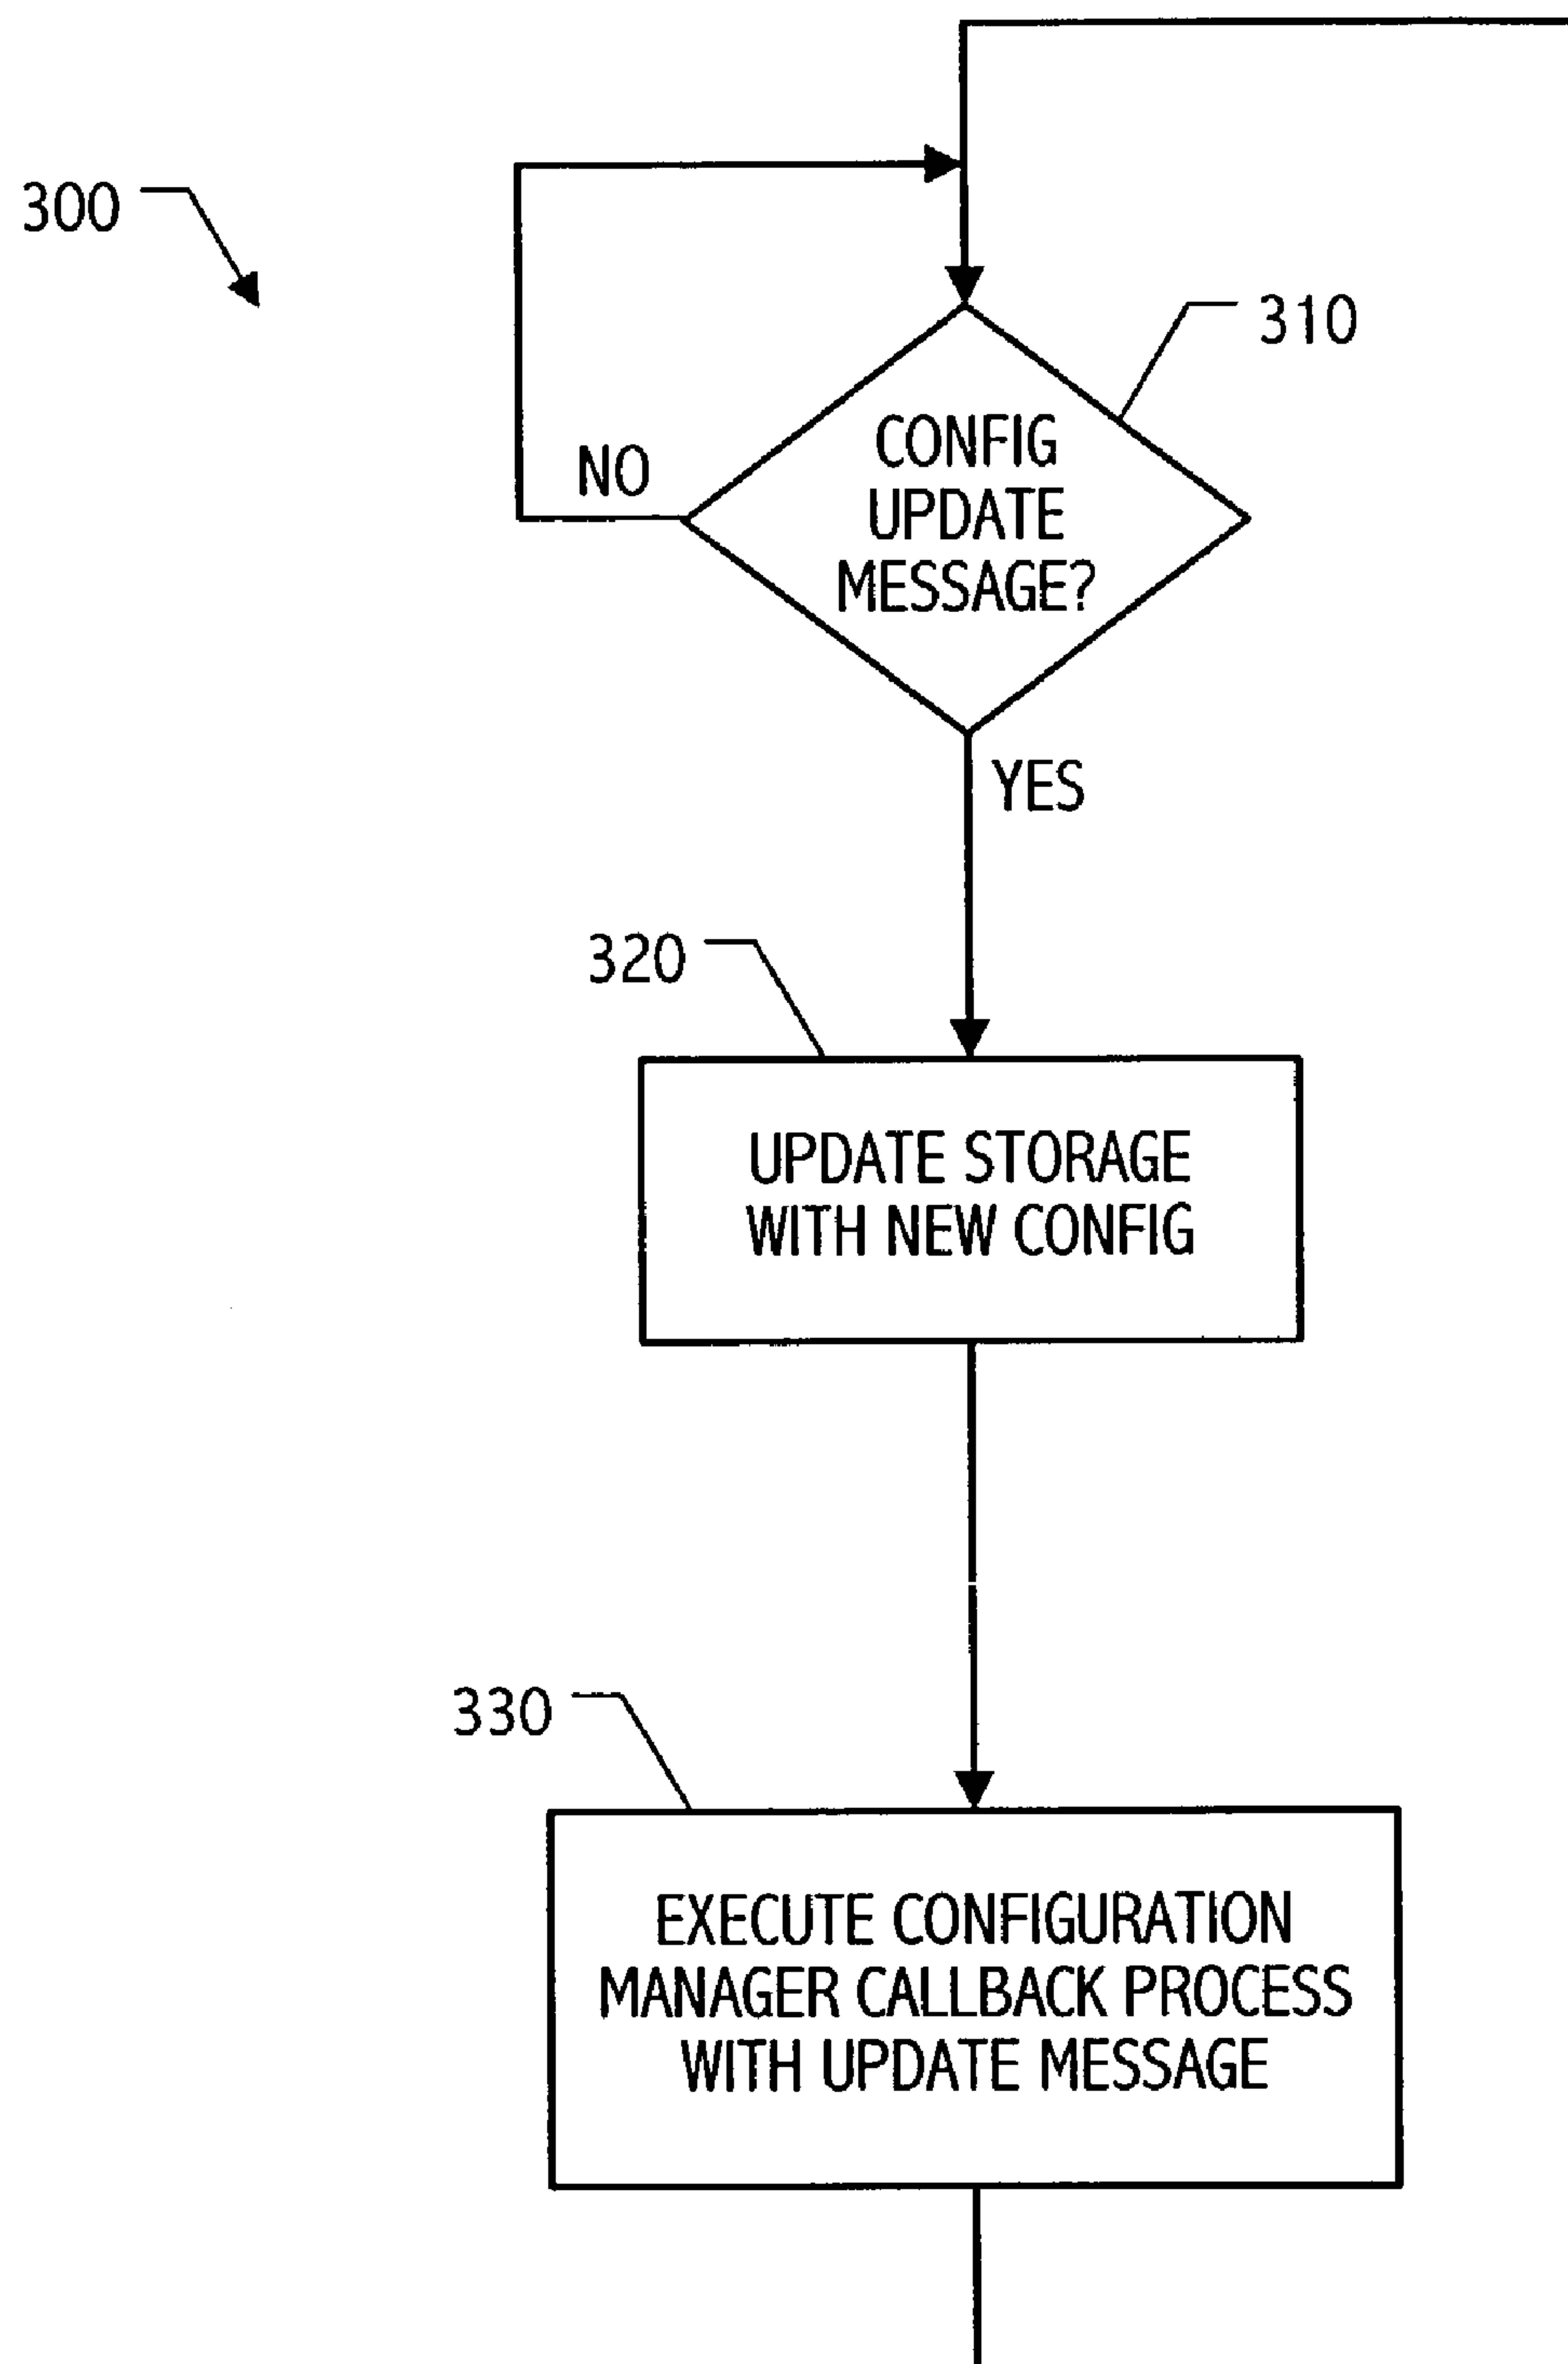 300
310
CONFIG
UPDATE
MESSAGE?
NO
YES
320
UPDATE STORAGE
WITH NEW CONFIG
330
EXECUTE CONFIGURATION
MANAGER CALLBACK PROCESS
WITH UPDATE MESSAGE